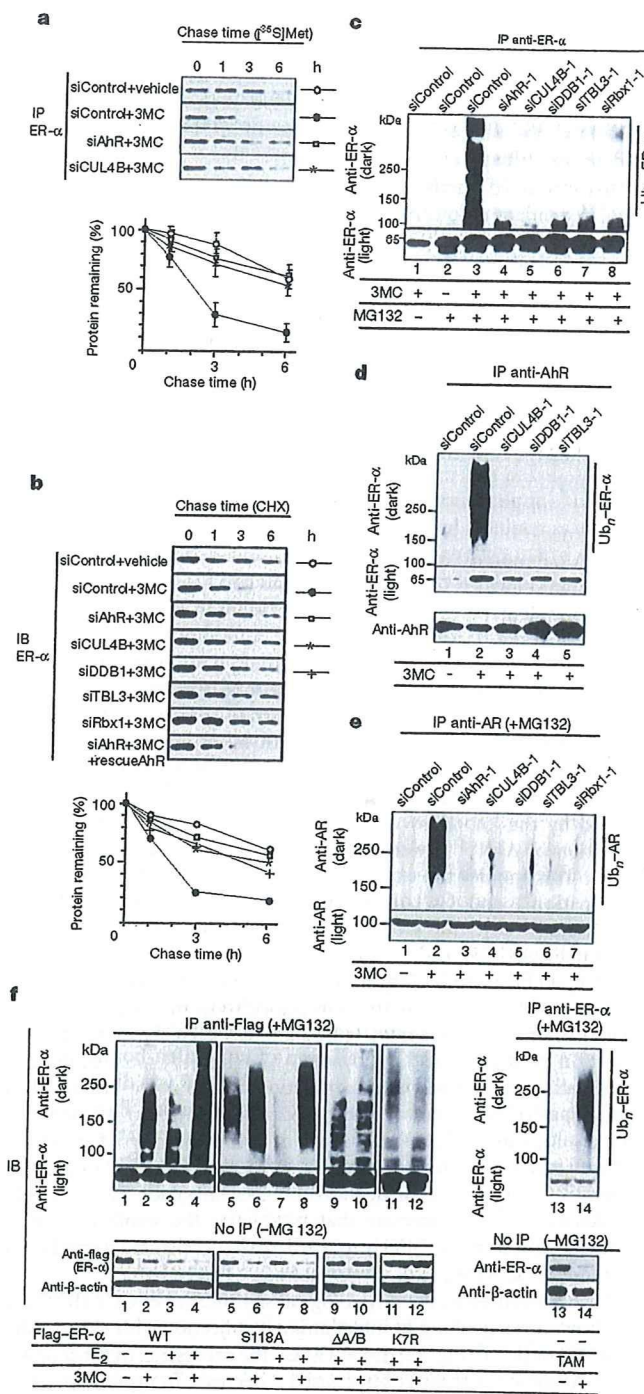 a
Chase time ([³⁵S]Met)
0 1 3 6 h
IP ER-α
siControl+vehicle
siControl+3MC
siAhR+3MC
siCUL4B+3MC
Protein remaining (%)
100
50
0 3 6
Chase time (h)
b
Chase time (CHX)
0 1 3 6 h
IB ER-α
siControl+vehicle
siControl+3MC
siAhR+3MC
siCUL4B+3MC
siDDB1+3MC
siTBL3+3MC
siRbx1+3MC
siAhR+3MC
+rescueAhR
Protein remaining (%)
100
50
0 3 6
Chase time (h)
c
IP anti-ER-α
siControl siControl siControl siAhR-1 siCUL4B-1 siDDB1-1 siTBL3-1 siRbx1-1
kDa
250
150
100
65
Anti-ER-α (dark)
Anti-ER-α (light)
1 2 3 4 5 6 7 8
3MC + − + + + + + +
MG132 − + + + + + + +
d
IP anti-AhR
siControl siControl siCUL4B-1 siDDB1-1 siTBL3-1
kDa
250
150
65
Anti-ER-α (dark)
Anti-ER-α (light)
Ubn–ER-α
Anti-AhR
1 2 3 4 5
3MC − + + + +
e
IP anti-AR (+MG132)
siControl siControl siAhR-1 siCUL4B-1 siDDB1-1 siTBL3-1 siRbx1-1
kDa
250
150
100
Anti-AR (dark)
Anti-AR (light)
Ubn–AR
1 2 3 4 5 6 7
3MC − + + + + + +
f
IP anti-Flag (+MG132)
kDa
250
150
100
IB
Anti-ER-α (dark)
Anti-ER-α (light)
1 2 3 4 5 6 7 8 9 10 11 12
No IP (−MG 132)
Anti-flag (ER-α)
Anti-β-actin
1 2 3 4 5 6 7 8 9 10 11 12
Flag–ER-α WT S118A ΔA/B K7R
E₂ − − + + − − + + + + + +
3MC − + − + − + − + − + − +
IP anti-ER-α (+MG132)
kDa
250
150
100
Anti-ER-α (dark)
Anti-ER-α (light)
Ubn–ER-α
13 14
No IP (−MG132)
Anti-ER-α
Anti-β-actin
13 14
− −
TAM
− +